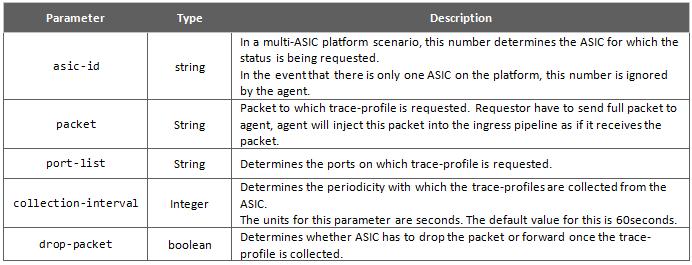 Parameter Type Description
asic-id string In a multi-ASIC platform scenario, this number determines the ASIC for which the
status is being requested.
In the event that there is only one ASIC on the platform, this number is ignored
by the agent.
packet String Packet to which trace-profile is requested. Requestor have to send full packet to
agent, agent will inject this packet into the ingress pipeline as if it receives the
packet.
port-list String Determines the ports on which trace-profile is requested.
collection-interval Integer Determines the periodicity with which the trace-profiles are collected from the
ASIC.
The units for this parameter are seconds. The default value for this is 60seconds.
drop-packet boolean Determines whether ASIC has to drop the packet or forward once the trace-
profile is collected.